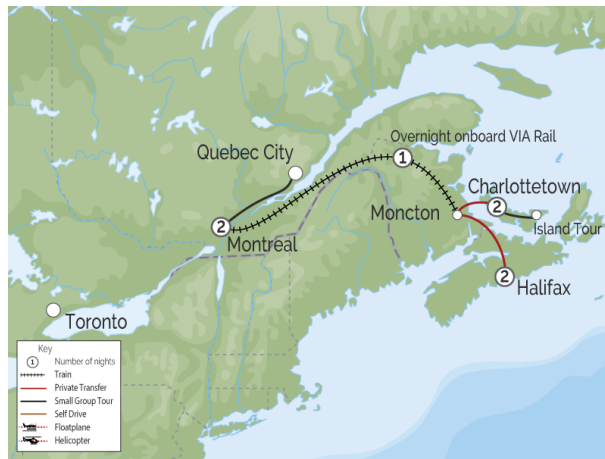 Overnight onboard VIA Rail
1
Quebec City
Charlottetown
2
Moncton
Island Tour
2
Montreal
2
Halifax
Toronto
Key
1 Number of nights
Train
Private Transfer
Small Group Tour
Self Drive
Floatplane
Helicopter